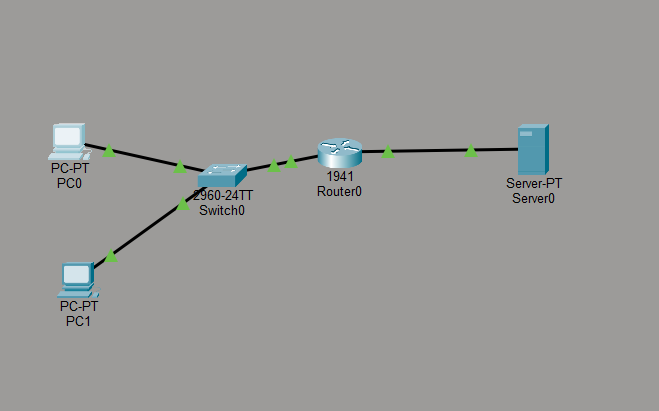 PC-PT
PC0
2960-24TT
Switch0
1941
Router0
Server-PT
Server0
PC-PT
PC1